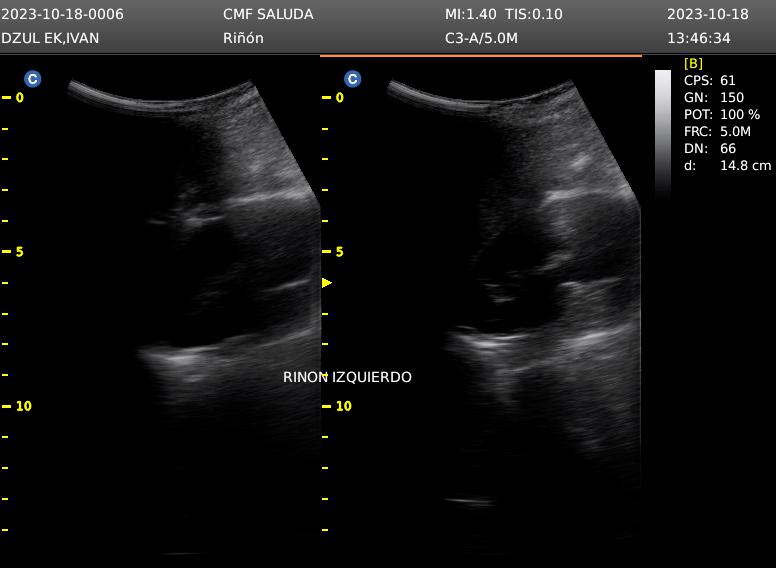 2023-10-18-0006 CMF SALUDA MI:1.40 TIS:0.10 2023-10-18
DZUL EK,IVAN Riñón C3-A/5.0M 13:46:34
[B]
CPS: 61
GN: 150
POT: 100 %
FRC: 5.0M
DN: 66
d: 14.8 cm
C C
0 0
5 5
RINON IZQUIERDO
10 10